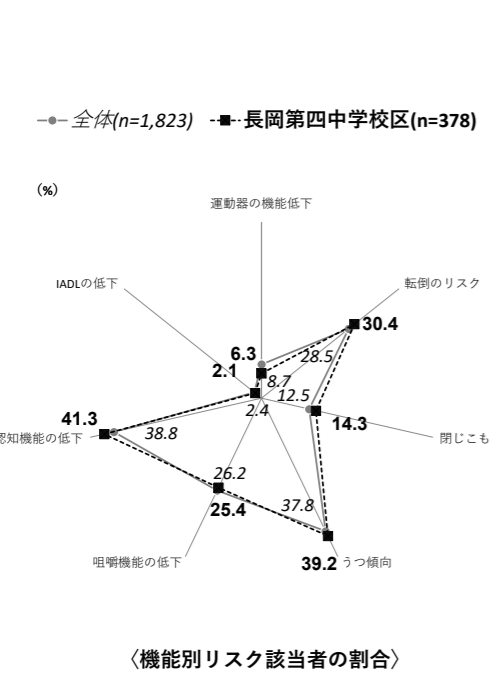 全体(n=1,823) 長岡第四中学校区(n=378)
(%)
運動器の機能低下
IADLの低下
転倒のリスク
6.3
30.4
28.5
2.1
8.7
12.5
2.4
14.3
41.3
認知機能の低下
38.8
閉じこも
26.2
25.4
37.8
咀嚼機能の低下
39.2
うつ傾向
〈機能別リスク該当者の割合〉